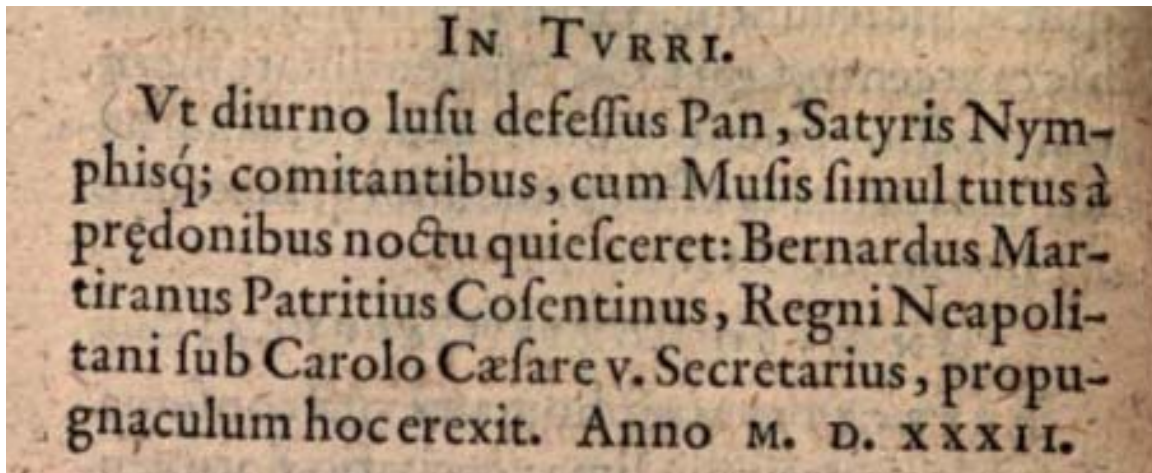 IN TVRRI.
Vt diurno luſu defeſſus Pan, Satyris Nym-
phisq́; comitantibus, cum Muſis ſimul tutus à
prędonibus noctu quieſceret: Bernardus Mar-
tiranus Patritius Coſentinus, Regni Neapoli-
tani ſub Carolo Cæſare v. Secretarius, propu-
gnaculum hoc erexit. Anno M. D. XXXII.